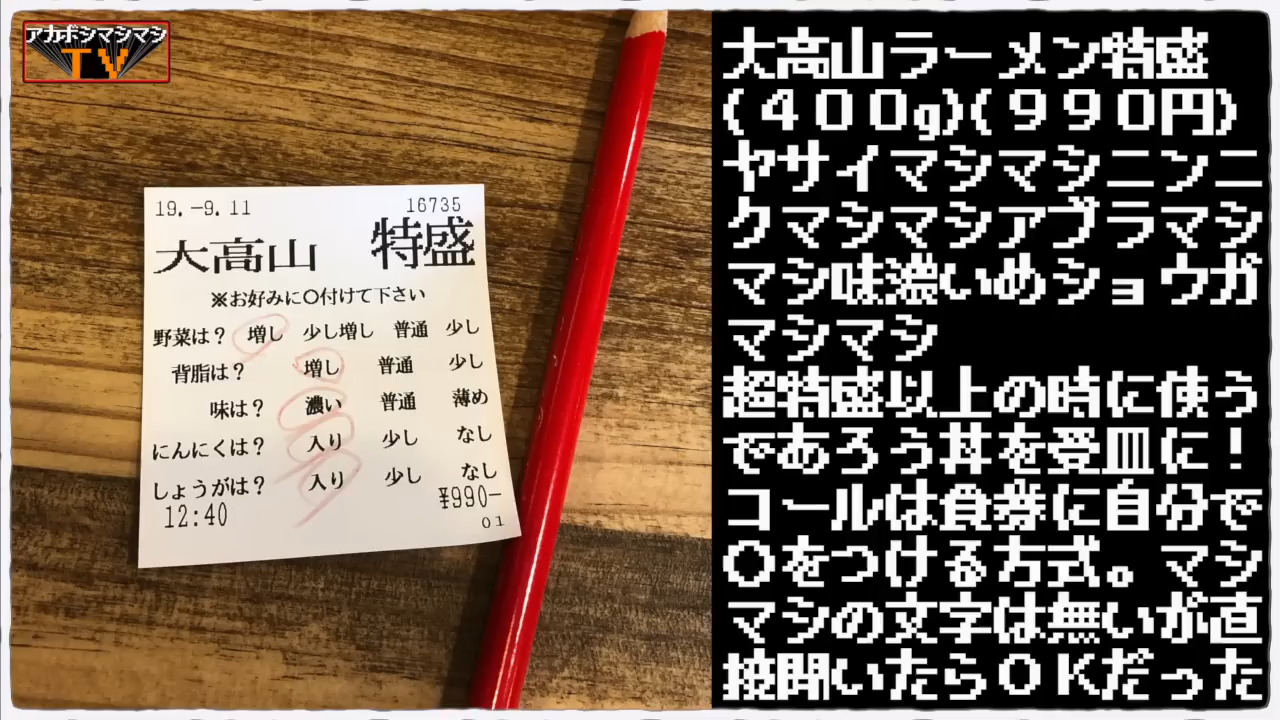 アカボシマシマシ
TV
19.-9.11 16735
大高山 特盛
※お好みに〇付けて下さい
野菜は? 増し 少し増し 普通 少し
背脂は? 増し 普通 少し
味は? 濃い 普通 薄め
にんにくは? 入り 少し なし
しょうがは? 入り 少し なし
12:40 ¥990-
01
大高山ラーメン特盛
(400g)(990円)
ヤサイマシマシニンニ
クマシマシアブラマシ
マシ味濃いめショウガ
マシマシ
超特盛以上の時に使う
であろう丼を受皿に!
コールは食券に自分で
〇をつける方式。マシ
マシの文字は無いが直
接聞いたらOKだった